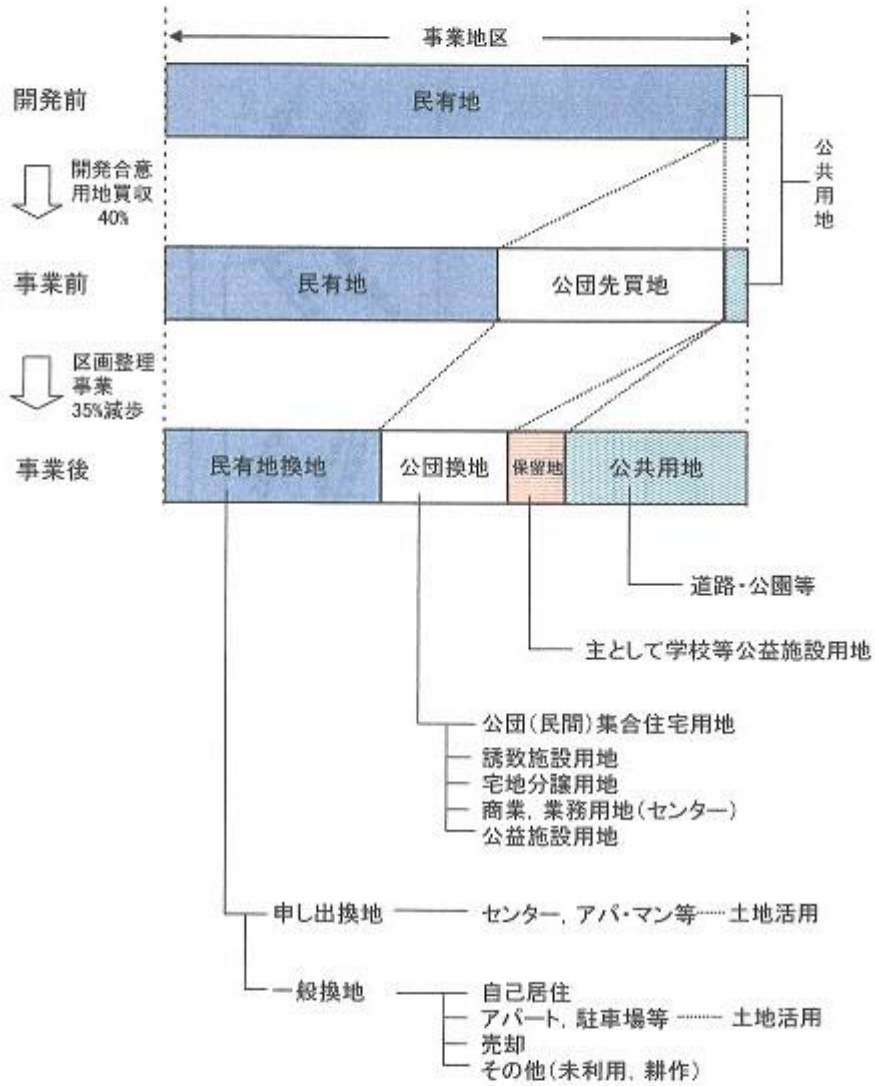 事業地区
開発前
民有地
開発合意
用地買収
40%
公共用地
事業前
民有地
公団先買地
区画整理
事業
35%減歩
事業後
民有地換地
公団換地
保留地
公共用地
道路・公園等
主として学校等公益施設用地
公団(民間)集合住宅用地
誘致施設用地
宅地分譲用地
商業, 業務用地(センター)
公益施設用地
申し出換地
センター, アパ・マン等
土地活用
一般換地
自己居住
アパート, 駐車場等
土地活用
売却
その他(未利用, 耕作)